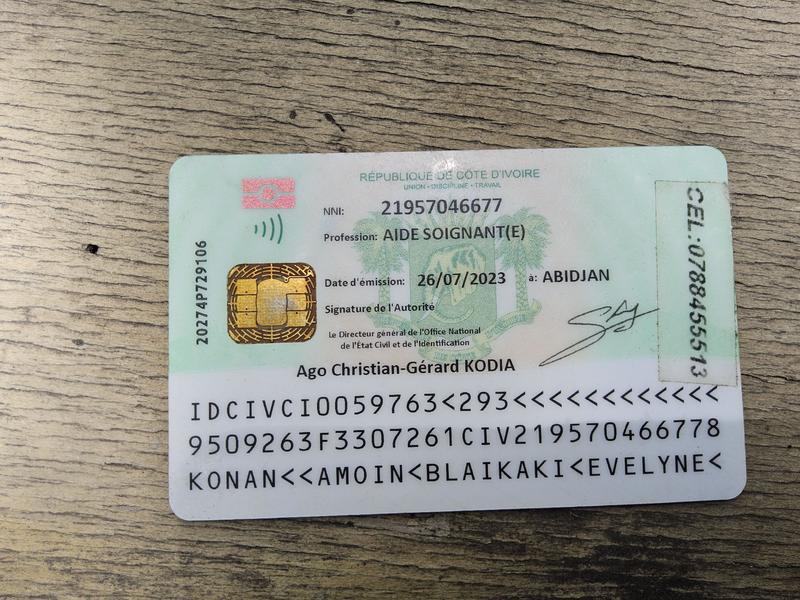 RÉPUBLIQUE DE CÔTE D'IVOIRE
UNION - DISCIPLINE - TRAVAIL
NNI: 21957046677
Profession: AIDE SOIGNANT(E)
Date d'émission: 26/07/2023 à: ABIDJAN
Signature de l'Autorité
Le Directeur général de l'Office National
de l'État Civil et de l'Identification
Ago Christian-Gérard KODIA
20274P729106
CEL:0788455513
IDCIVCI0059763<293<<<<<<<<<<<<
9509263F3307261CIV219570466778
KONAN<<AMOIN<BLAIKAKI<EVELYNE<